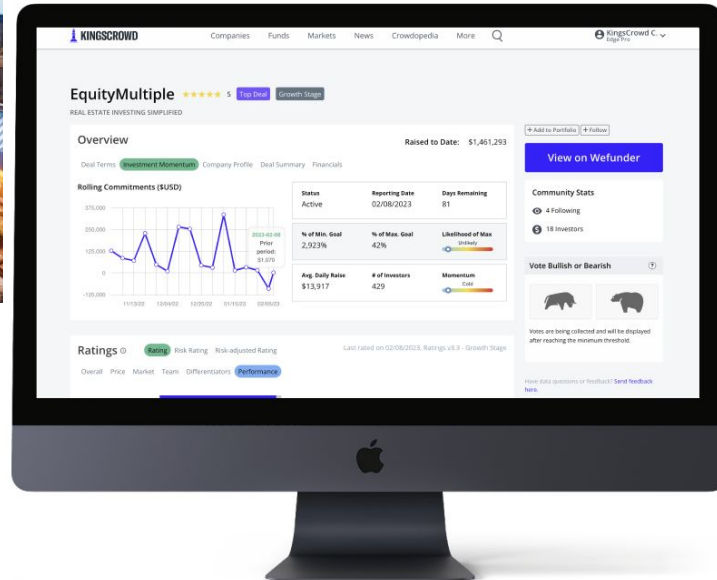 KINGSCROWD
Companies Funds Markets News Crowdopedia More
KingsCrowd C.
Edge Pro
EquityMultiple 5 Top Deal Growth Stage
REAL ESTATE INVESTING SIMPLIFIED
+ Add to Portfolio + Follow
Overview
Raised to Date: $1,461,293
View on Wefunder
Deal Terms Investment Momentum Company Profile Deal Summary Financials
Rolling Commitments ($USD)
Status
Active
Reporting Date
02/08/2023
Days Remaining
81
Community Stats
4 Following
18 Investors
375,000
250,000
125,000
0
-125,000
2023-02-08
Prior
period:
$1,070
11/13/22 12/04/22 12/25/22 01/15/23 02/05/23
% of Min. Goal
2,923%
% of Max. Goal
42%
Likelihood of Max
Unlikely
Avg. Daily Raise
$13,917
# of Investors
429
Momentum
Cold
Vote Bullish or Bearish ?
Votes are being collected and will be displayed
after reaching the minimum threshold.
Ratings Rating Risk Rating Risk-adjusted Rating
Last rated on 02/08/2023, Ratings v3.3 - Growth Stage
Overall Price Market Team Differentiators Performance
Have data questions or feedback? Send feedback
here.